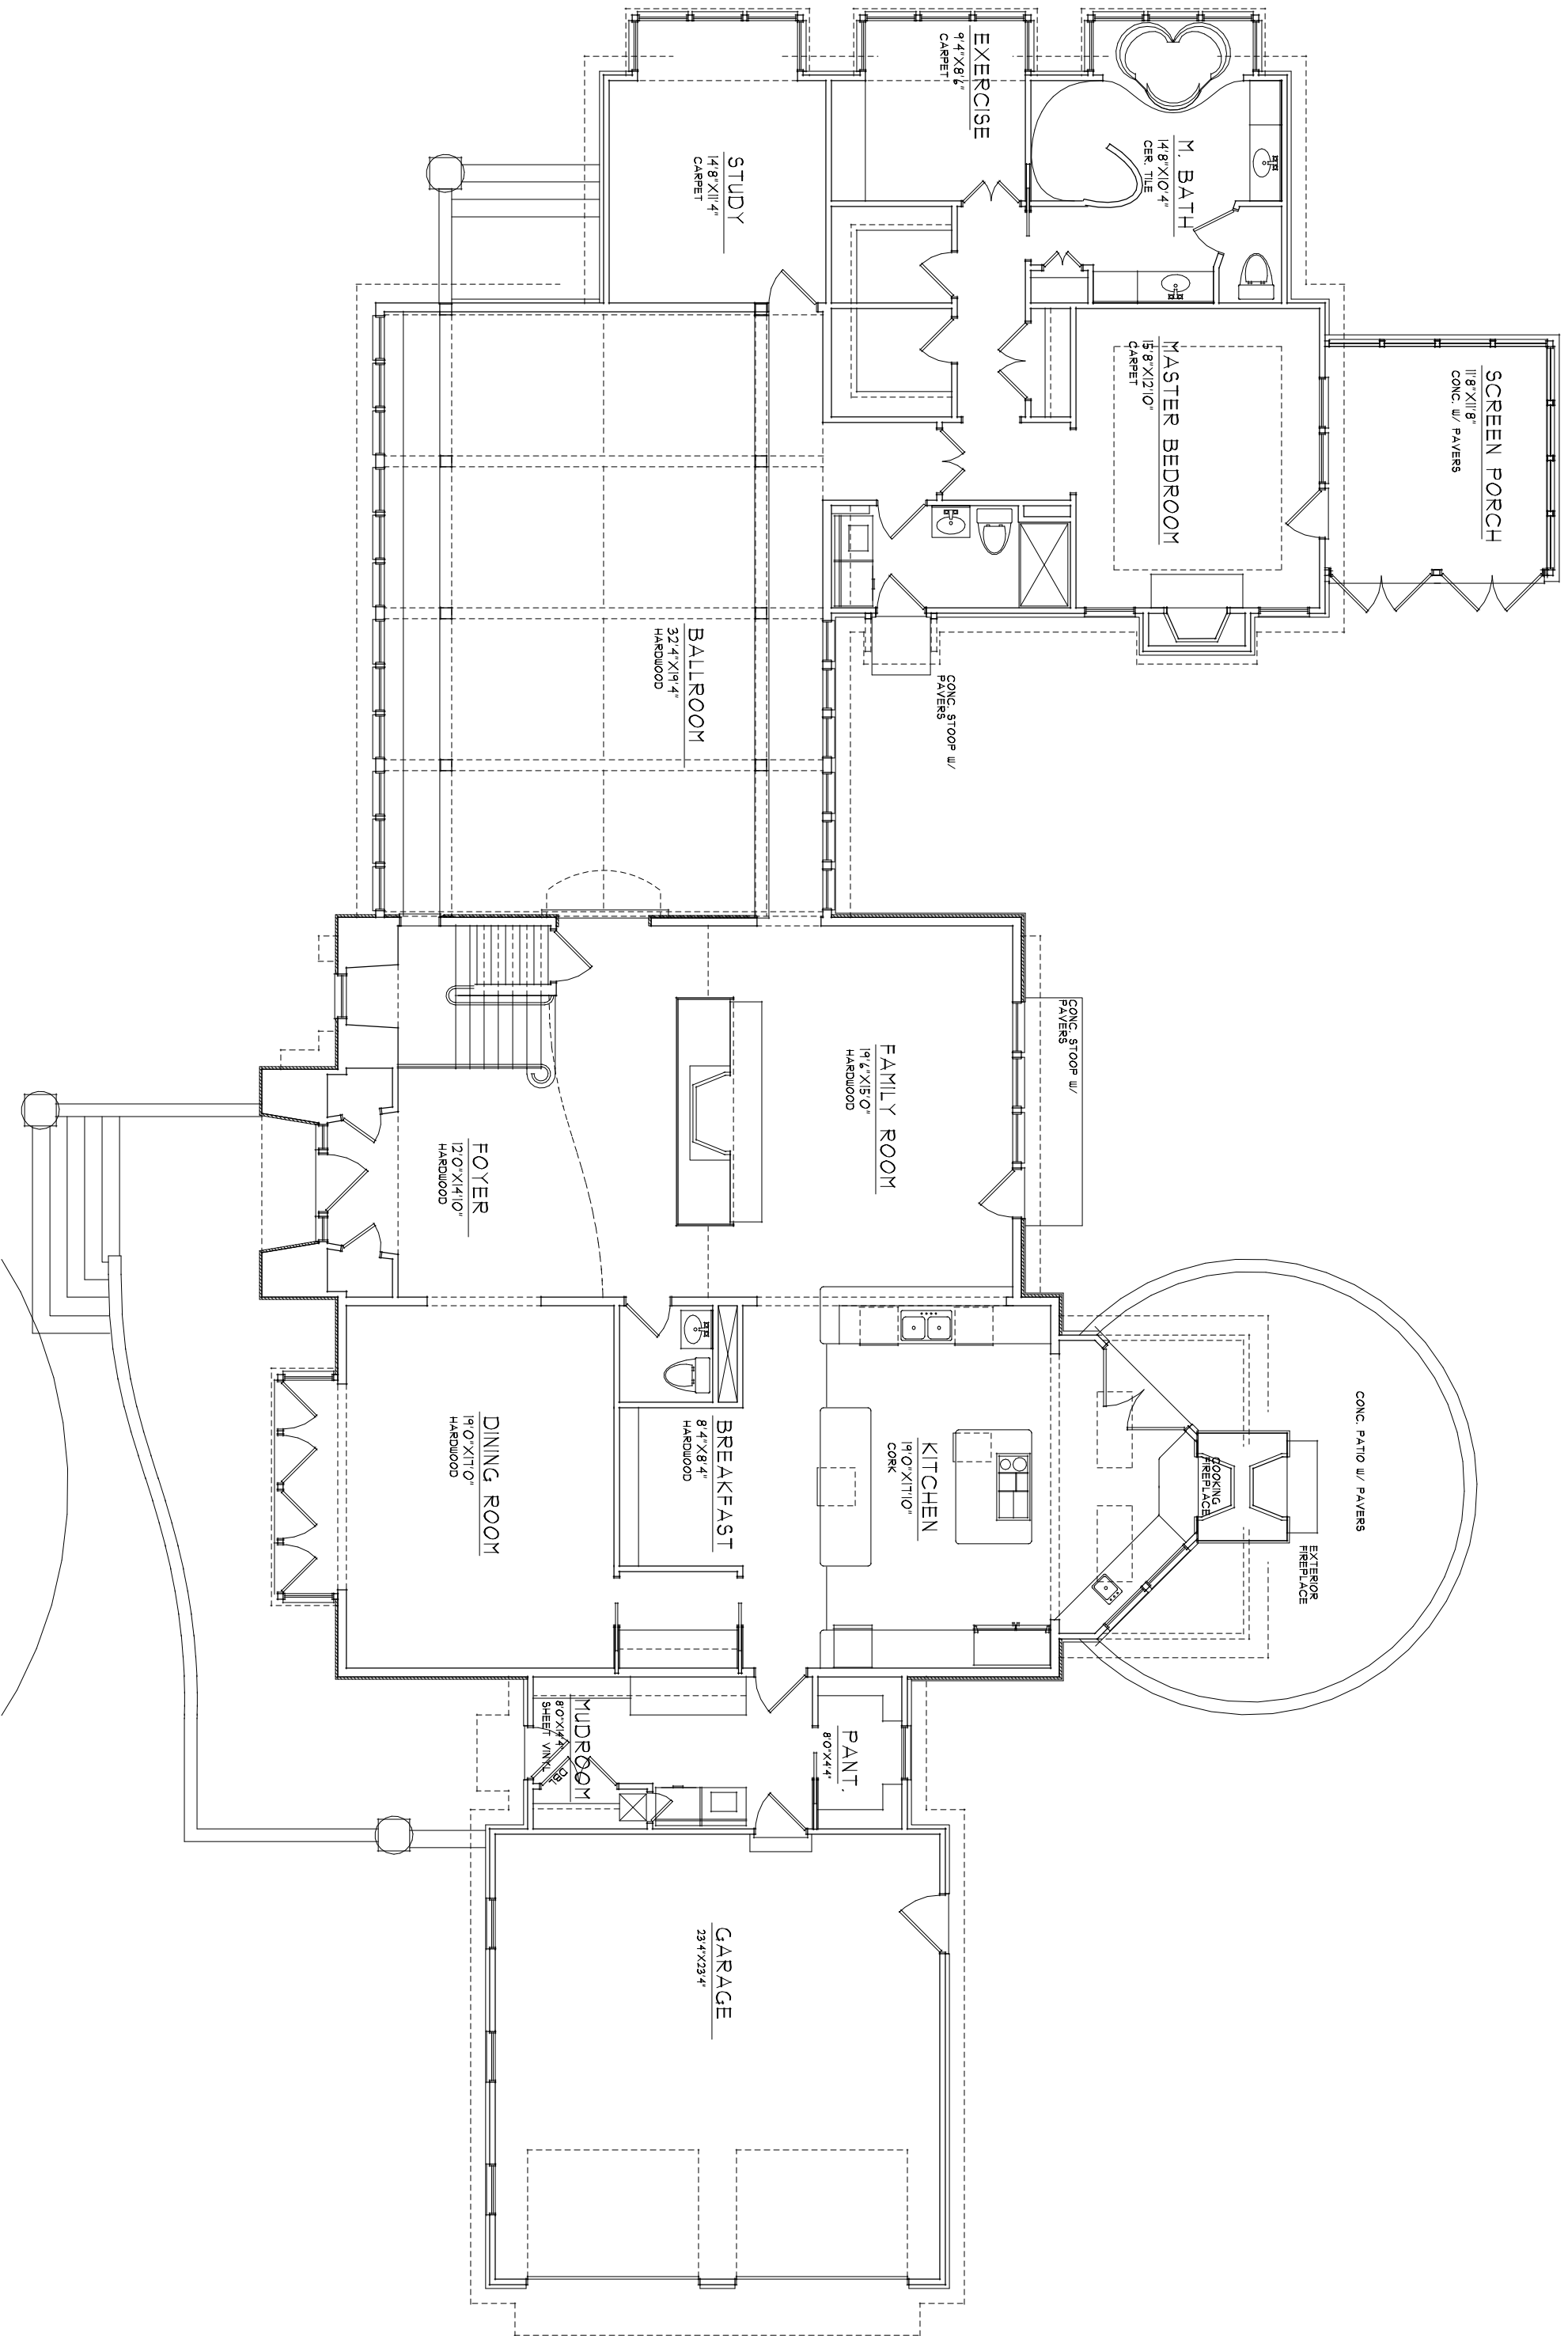 SCREEN PORCH
11'8"X11'8"
CONC. W/ PAVERS
M. BATH
14'8"X10'4"
CER. TILE
MASTER BEDROOM
15'8"X12'10"
CARPET
EXERCISE
9'4"X8'6"
CARPET
STUDY
14'8"X11'4"
CARPET
CONC. STOOP W/
PAVERS
BALLROOM
32'4"X19'4"
HARDWOOD
CONC. STOOP W/
PAVERS
FAMILY ROOM
19'6"X15'0"
HARDWOOD
FOYER
12'0"X14'10"
HARDWOOD
CONC. PATIO W/ PAVERS
EXTERIOR
FIREPLACE
COOKING
FIREPLACE
KITCHEN
19'0"X17'10"
CORK
BREAKFAST
8'4"X8'4"
HARDWOOD
DINING ROOM
19'0"X17'0"
HARDWOOD
PANT.
8'0"X4'4"
MUDROOM
8'0"X14'4"
SHEET VINYL
DBL
GARAGE
23'4"X23'4"